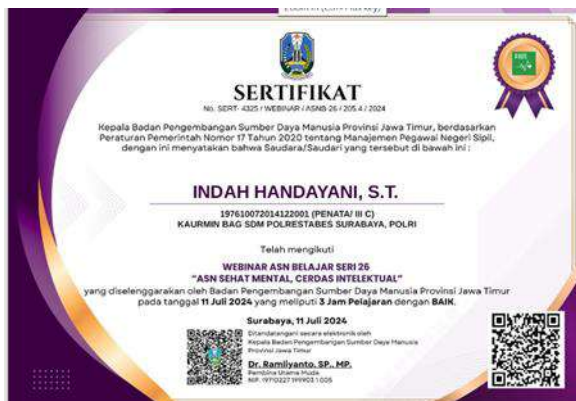 SERTIFIKAT
No. SERT- 4325 / WEBINAR / ASNB-26 / 205.4 / 2024
Kepala Badan Pengembangan Sumber Daya Manusia Provinsi Jawa Timur, berdasarkan
Peraturan Pemerintah Nomor 17 Tahun 2020 tentang Manajemen Pegawai Negeri Sipil,
dengan ini menyatakan bahwa Saudara/Saudari yang tersebut di bawah ini :
INDAH HANDAYANI, S.T.
197610072014122001 (PENATA/ III C)
KAURMIN BAG SDM POLRESTABES SURABAYA, POLRI
Telah mengikuti
WEBINAR ASN BELAJAR SERI 26
"ASN SEHAT MENTAL, CERDAS INTELEKTUAL"
yang diselenggarakan oleh Badan Pengembangan Sumber Daya Manusia Provinsi Jawa Timur
pada tanggal 11 Juli 2024 yang meliputi 3 Jam Pelajaran dengan BAIK.
Surabaya, 11 Juli 2024
Ditandatangani secara elektronik oleh
Kepala Badan Pengembangan Sumber Daya Manusia
Provinsi Jawa Timur
Dr. Ramliyanto, SP., MP.
Pembina Utama Muda
NIP. 19710227 199903 1 005